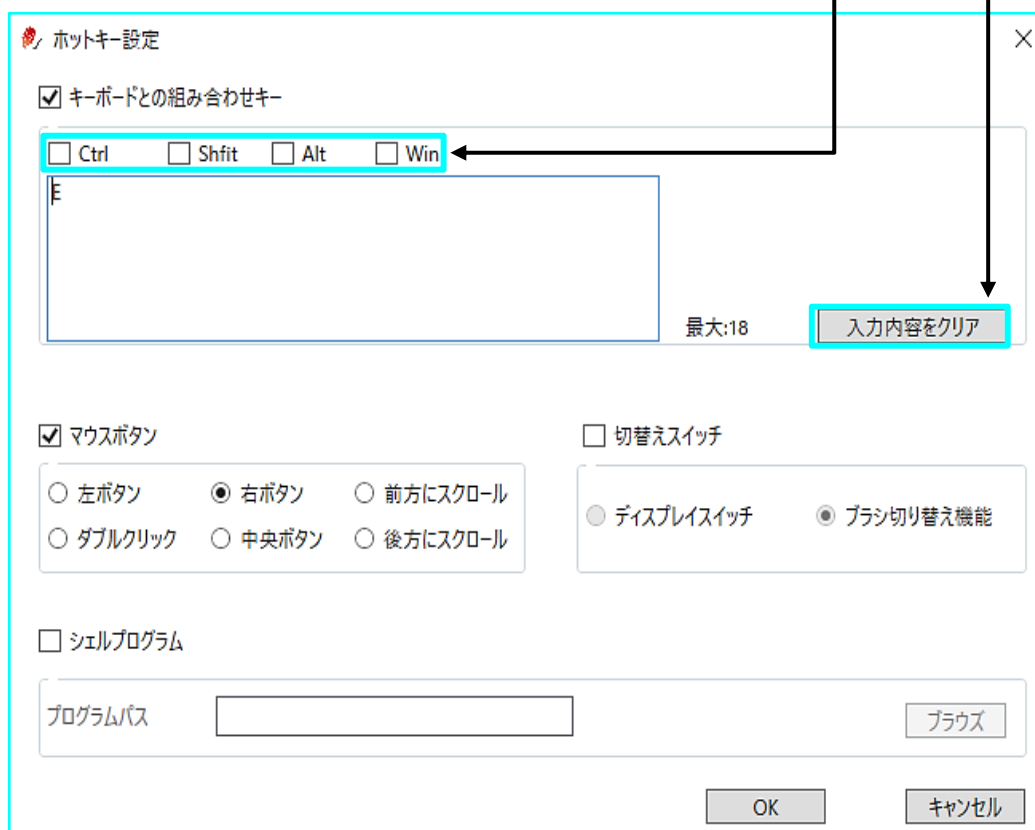 ホットキー設定
キーボードとの組み合わせキー
Ctrl Shfit Alt Win
E
最大:18 入力内容をクリア
マウスボタン 切替えスイッチ
左ボタン 右ボタン 前方にスクロール
ディスプレイスイッチ ブラシ切り替え機能
ダブルクリック 中央ボタン 後方にスクロール
シェルプログラム
プログラムパス ブラウズ
OK キャンセル